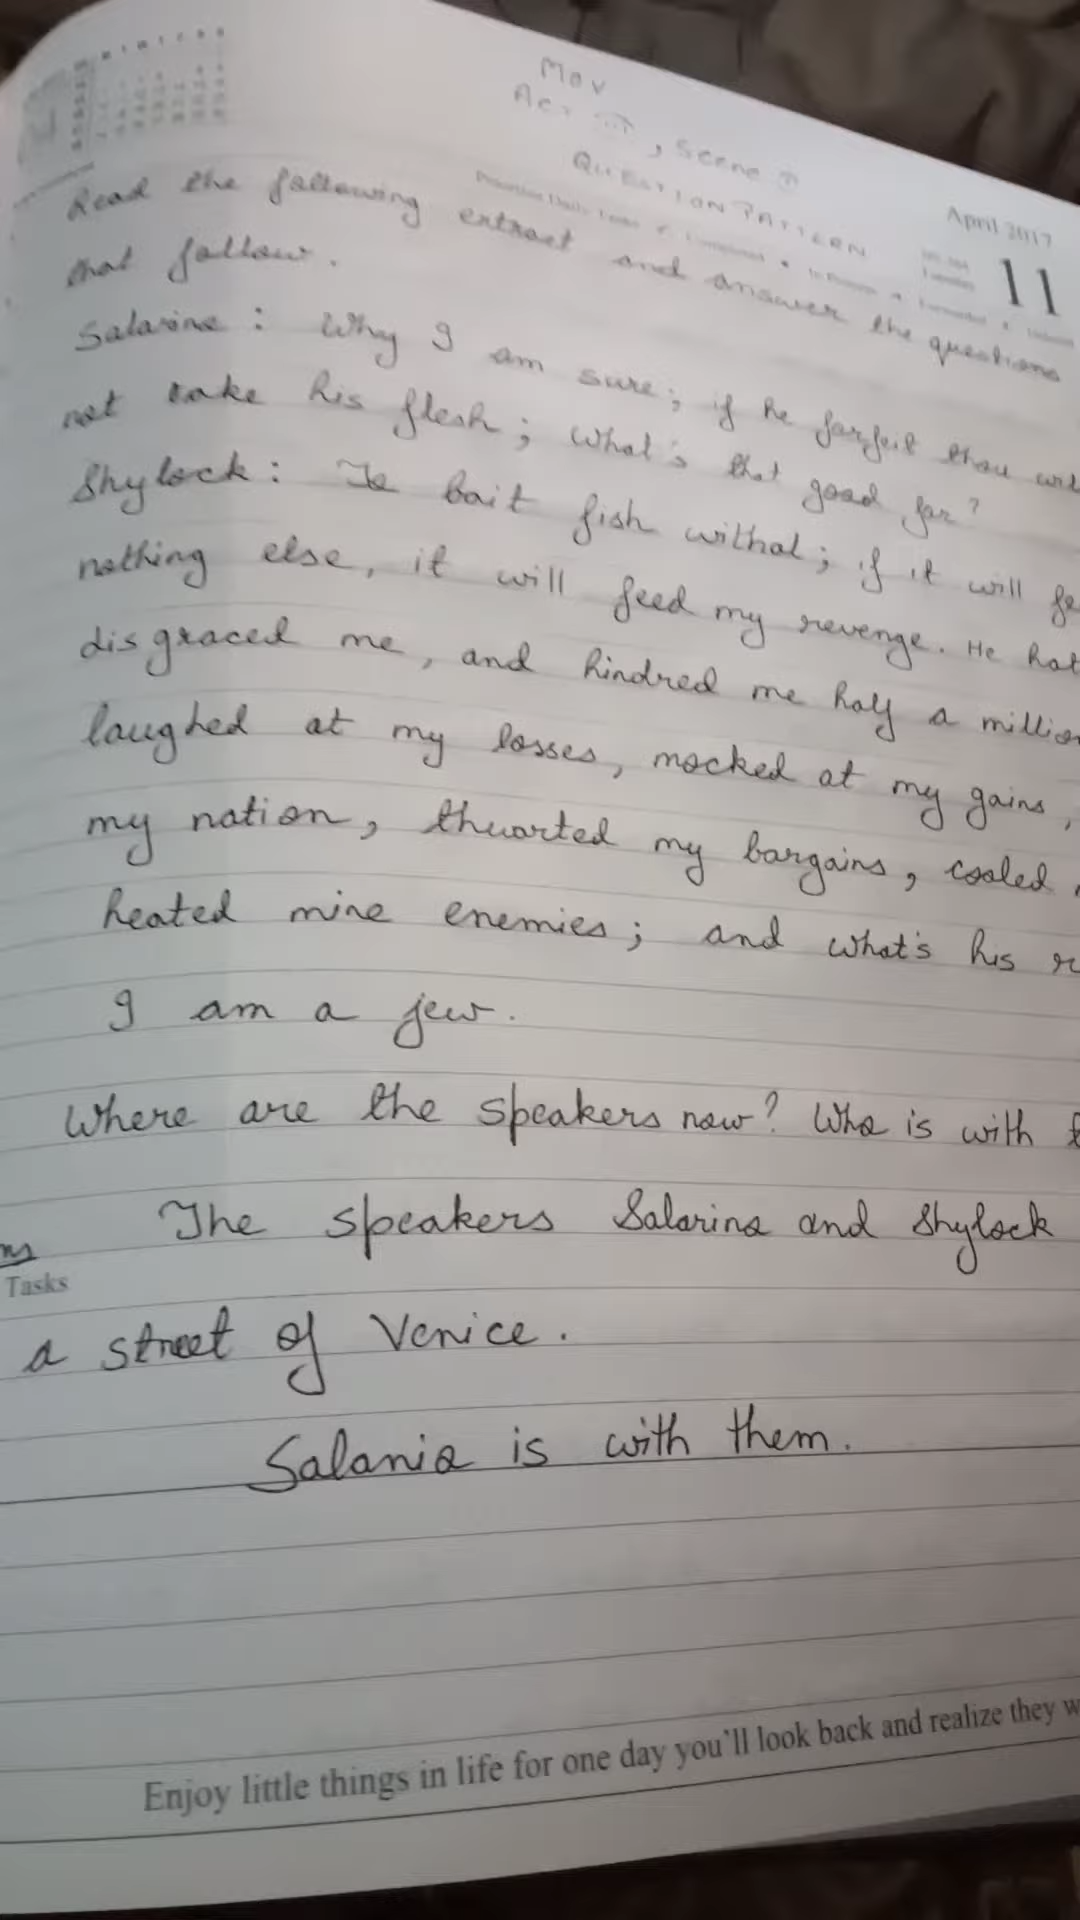 Mov
Act III, Scene I
QUESTION PATTERN
April 2017
11
Read the following extract and answer the questions
that follow.
Salarino: Why I am sure; if he forfeit thou wil
not take his flesh; what's that good for?
Shylock: To bait fish withal; if it will fe
nothing else, it will feed my revenge. He hat
disgraced me, and hindred me half a million
laughed at my losses, mocked at my gains,
my nation, thwarted my bargains, cooled
heated mine enemies; and what's his r
I am a jew.
Where are the speakers now? Who is with t
The speakers Salarino and Shylock
ns
Tasks
a street of Venice.
Salanio is with them.
Enjoy little things in life for one day you'll look back and realize they w